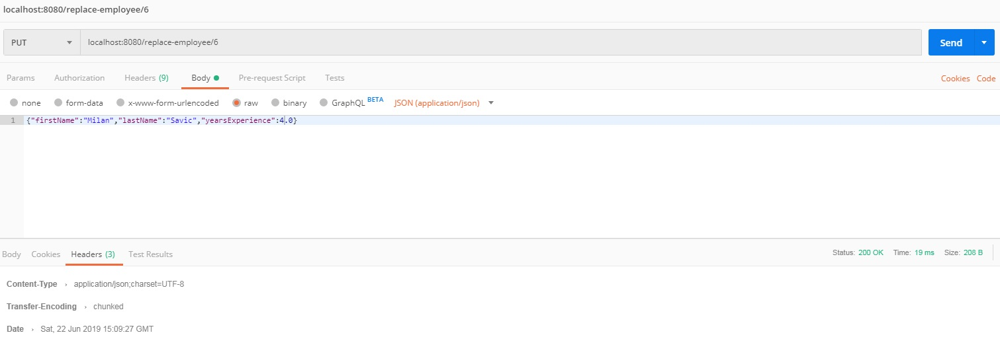 localhost:8080/replace-employee/6
PUT localhost:8080/replace-employee/6 Send
Params Authorization Headers (9) Body Pre-request Script Tests Cookies Code
none form-data x-www-form-urlencoded raw binary GraphQL BETA JSON (application/json)
1 {"firstName":"Milan","lastName":"Savic","yearsExperience":4.0}
Body Cookies Headers (3) Test Results Status: 200 OK Time: 19 ms Size: 208 B
Content-Type › application/json;charset=UTF-8
Transfer-Encoding › chunked
Date › Sat, 22 Jun 2019 15:09:27 GMT